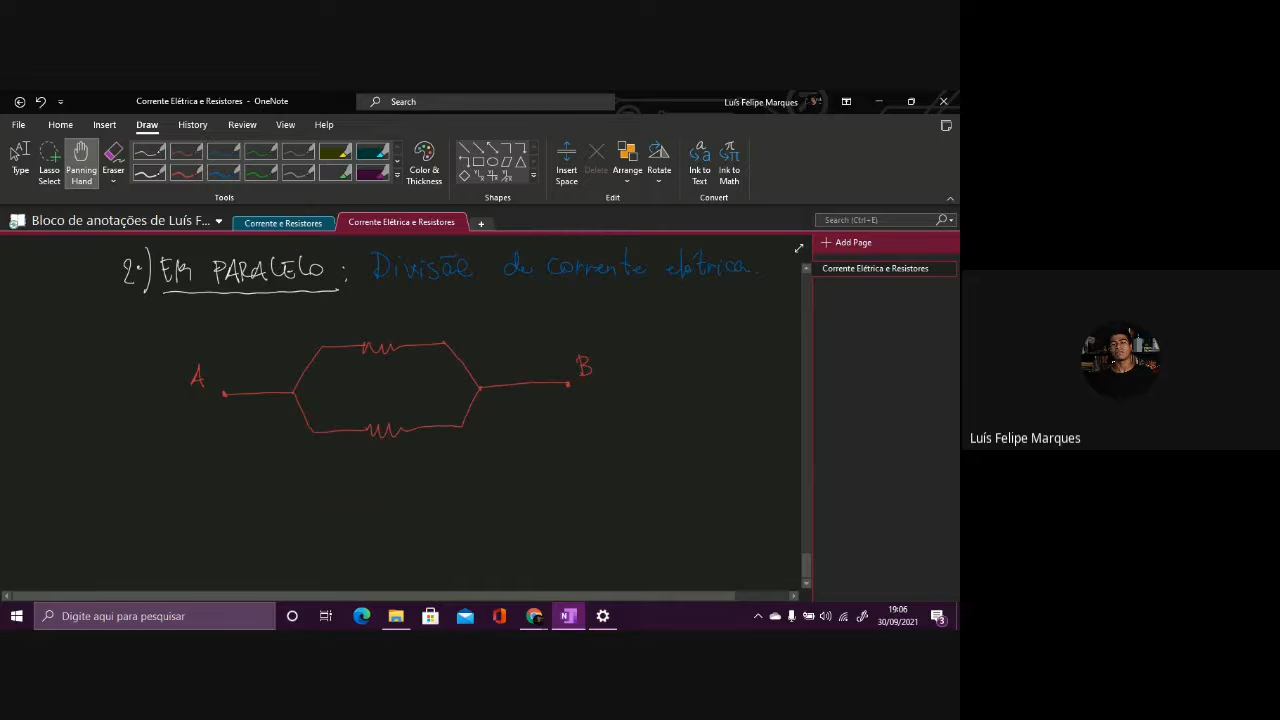 Corrente Elétrica e Resistores - OneNote
Search
Luís Felipe Marques
File Home Insert Draw History Review View Help
Type
Lasso Select
Panning Hand
Eraser
Color & Thickness
Insert Space
Delete
Arrange
Rotate
Ink to Text
Ink to Math
Tools
Shapes
Edit
Convert
Bloco de anotações de Luís F...
Corrente e Resistores
Corrente Elétrica e Resistores
Search (Ctrl+E)
Add Page
Corrente Elétrica e Resistores
2º) EM PARALELO: Divisão de corrente elétrica.
A
B
Luís Felipe Marques
Digite aqui para pesquisar
19:06
30/09/2021
3